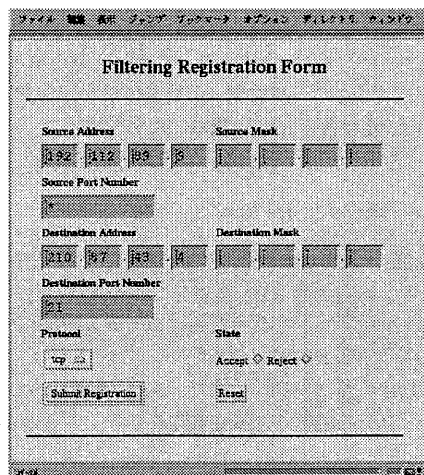 ファイル 編集 表示 ジャンプ ブックマーク オプション ディレクトリ ウィンドウ
Filtering Registration Form
Source Address Source Mask
192 . 112 . . . . .
Source Port Number
*
Destination Address Destination Mask
210 . 67 . 43 . 4 . . .
Destination Port Number
21
Protocol State
tcp Accept Reject
Submit Registration Reset